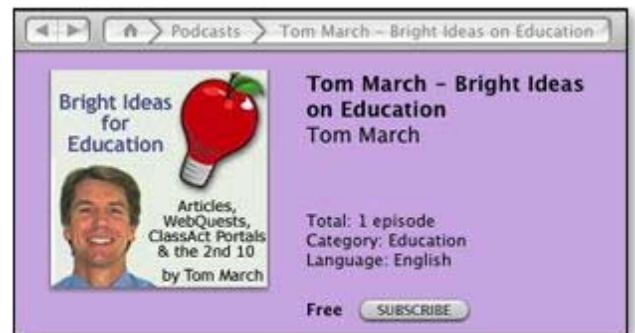 Podcasts Tom March – Bright Ideas on Education
Bright Ideas
for
Education
Articles,
WebQuests,
ClassAct Portals
& the 2nd 10
by Tom March
Tom March – Bright Ideas
on Education
Tom March
Total: 1 episode
Category: Education
Language: English
Free SUBSCRIBE